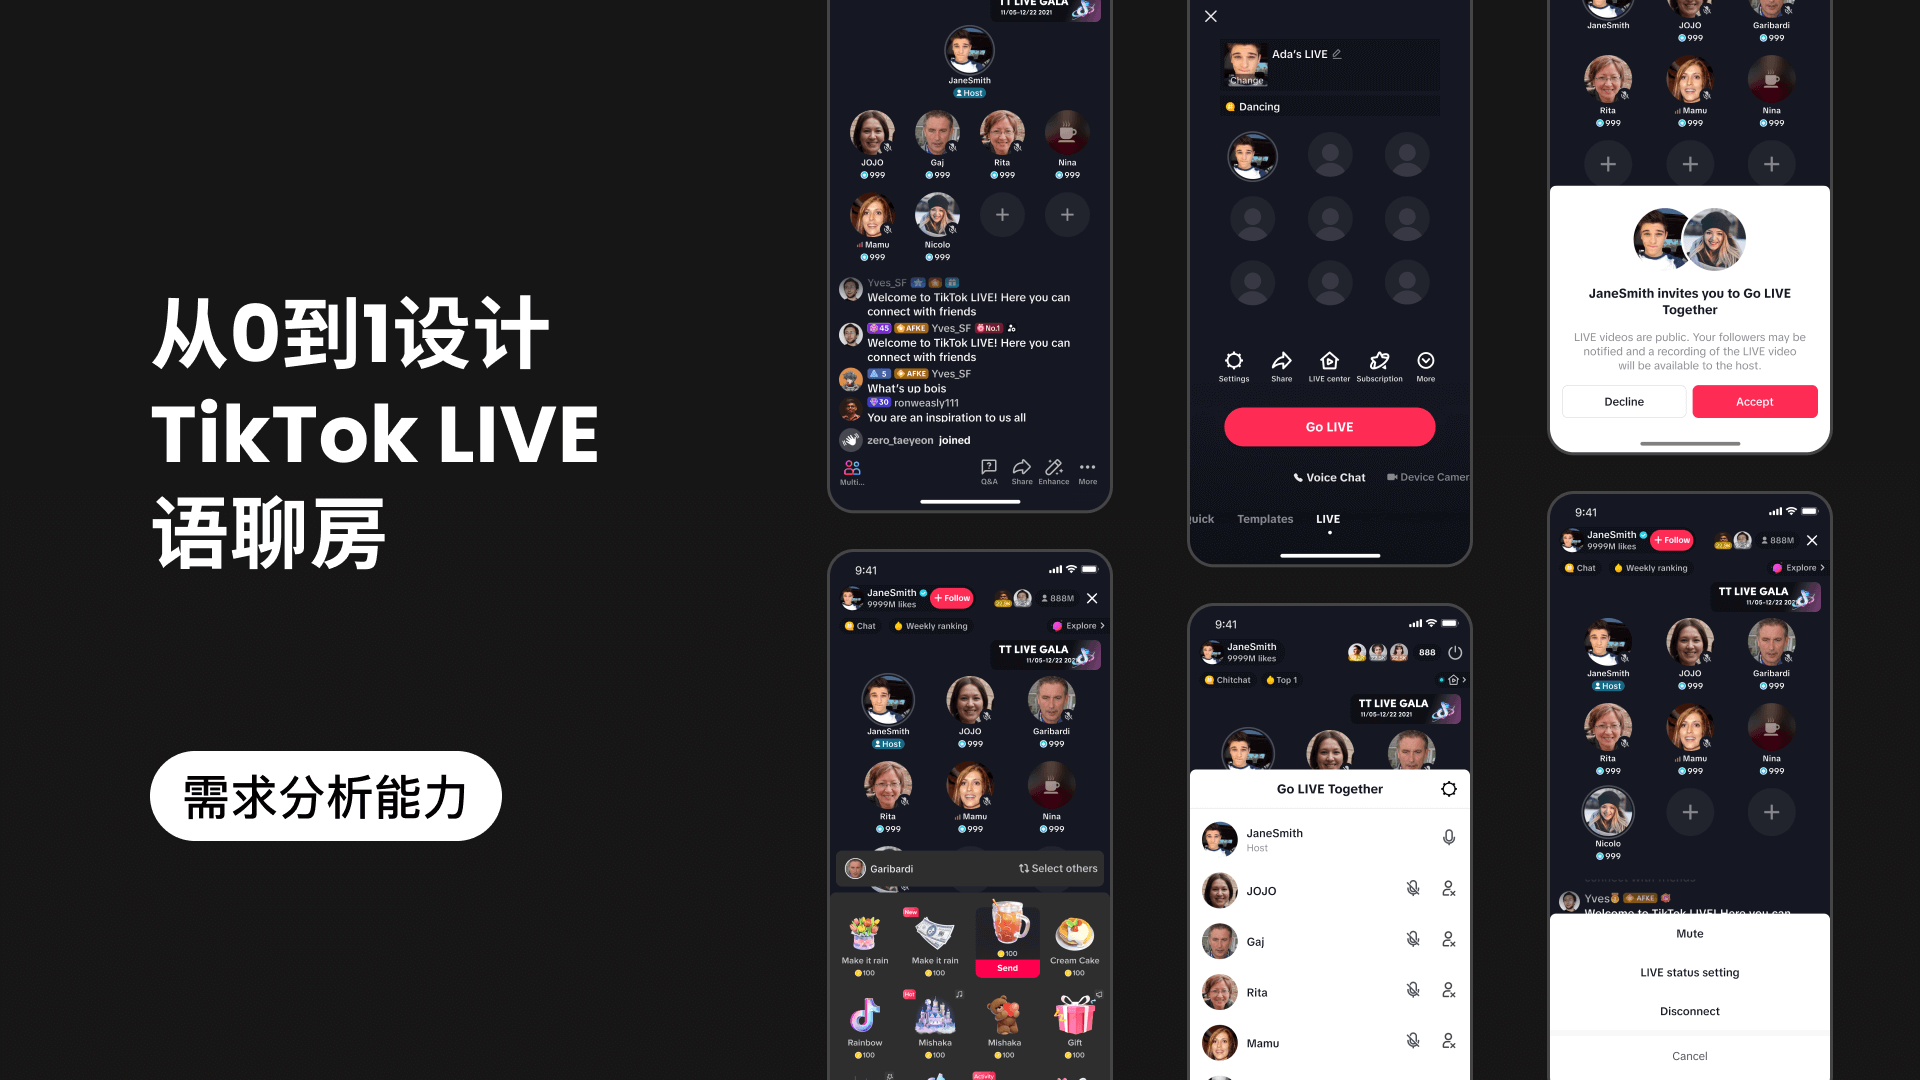 从0到1设计
TikTok LIVE
语聊房
需求分析能力
TT LIVE GALA
11/05-12/22 2021
JaneSmith
Host
JOJO
Gaj
Rita
Nina
999
999
999
999
Mamu
Nicolo
999
999
Yves_SF
Welcome to TikTok LIVE! Here you can
connect with friends
45 AFKE Yves_SF No.1
Welcome to TikTok LIVE! Here you can
connect with friends
5 AFKE Yves_SF
What's up bois
30 ronweasly111
You are an inspiration to us all
zero_taeyeon joined
Multi...
Q&A
Share
Enhance
More
9:41
JaneSmith
9999M likes
+ Follow
888M
Chat
Weekly ranking
Explore
TT LIVE GALA
11/05-12/22 202
JaneSmith
JOJO
Garibardi
Host
999
999
Rita
Mamu
Nina
999
999
999
Garibardi
Select others
New
Make it rain
Make it rain
100
Cream Cake
100
100
Send
100
Hot
Rainbow
Mishaka
Mishaka
Gift
100
100
100
100
Activity
Ada's LIVE
Change
Dancing
Settings
Share
LIVE center
Subscription
More
Go LIVE
Voice Chat
Device Camer
uick
Templates
LIVE
9:41
JaneSmith
9999M likes
888
Chitchat
Top 1
TT LIVE GALA
11/05-12/22 2021
Go LIVE Together
JaneSmith
Host
JOJO
Gaj
Rita
Mamu
JaneSmith
JOJO
Garibardi
999
999
Rita
Mamu
Nina
999
999
999
JaneSmith invites you to Go LIVE
Together
LIVE videos are public. Your followers may be
notified and a recording of the LIVE video
will be available to the host.
Decline
Accept
9:41
JaneSmith
9999M likes
+ Follow
888M
Chat
Weekly ranking
Explore
TT LIVE GALA
11/05-12/22 202
JaneSmith
JOJO
Garibardi
Host
999
999
Rita
Mamu
Nina
999
999
999
Nicolo
999
Yves AFKE
Welcome to TikTok LIVE! Here you can
Mute
LIVE status setting
Disconnect
Cancel